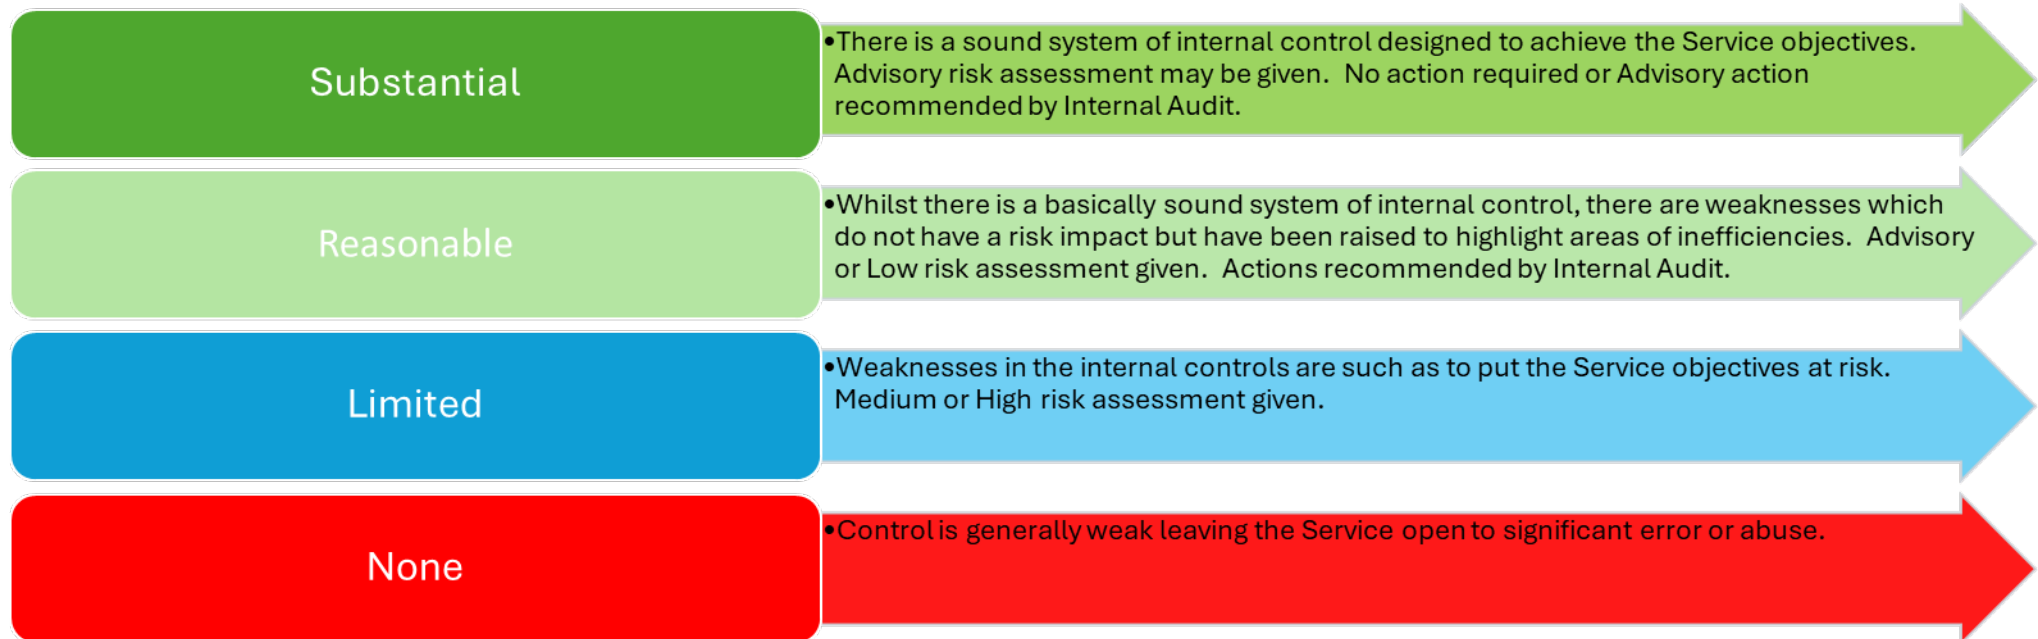 Substantial
•There is a sound system of internal control designed to achieve the Service objectives.
Advisory risk assessment may be given.  No action required or Advisory action
recommended by Internal Audit.
Reasonable
•Whilst there is a basically sound system of internal control, there are weaknesses which
do not have a risk impact but have been raised to highlight areas of inefficiencies.  Advisory
or Low risk assessment given.  Actions recommended by Internal Audit.
Limited
•Weaknesses in the internal controls are such as to put the Service objectives at risk.
Medium or High risk assessment given.
None
•Control is generally weak leaving the Service open to significant error or abuse.